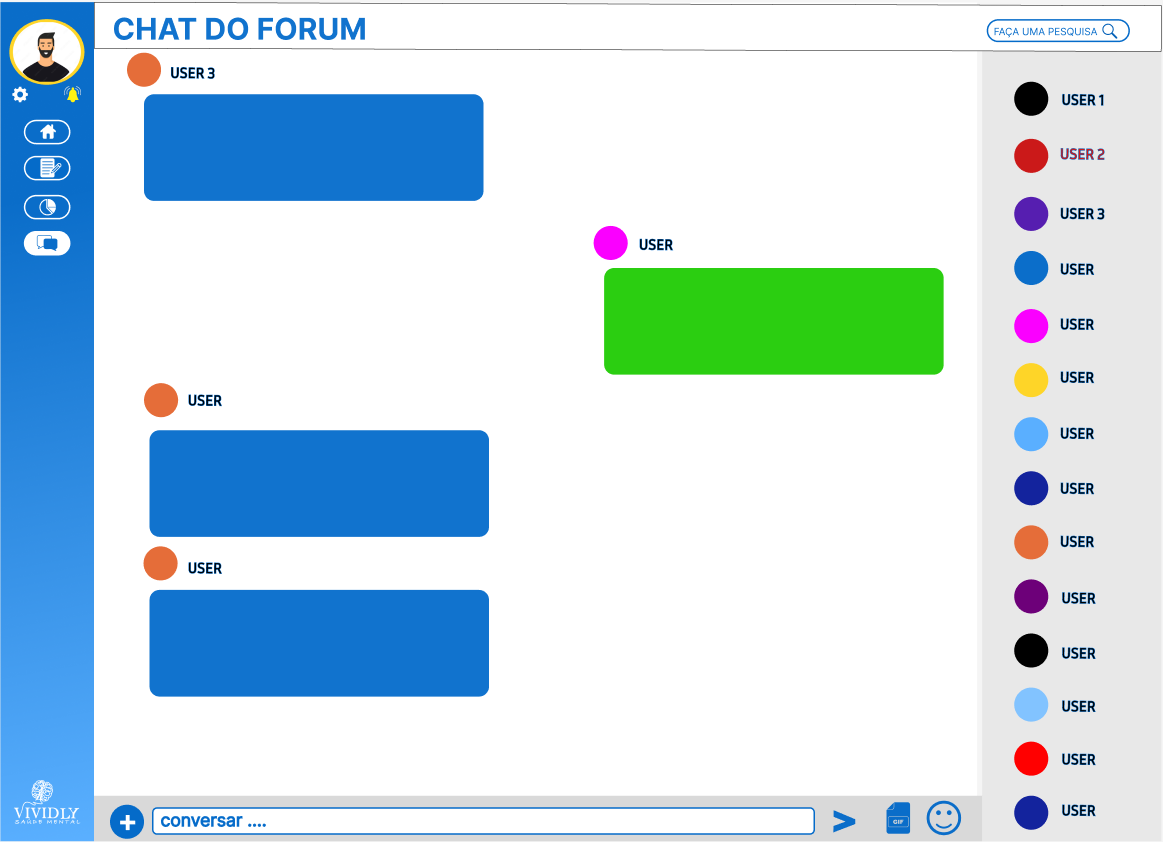 CHAT DO FORUM
FAÇA UMA PESQUISA
USER 3
USER
USER
USER
USER 1
USER 2
USER 3
USER
USER
USER
USER
USER
USER
USER
USER
USER
USER
USER
conversar ....
GIF
VIVIDLY
SAÚDE MENTAL